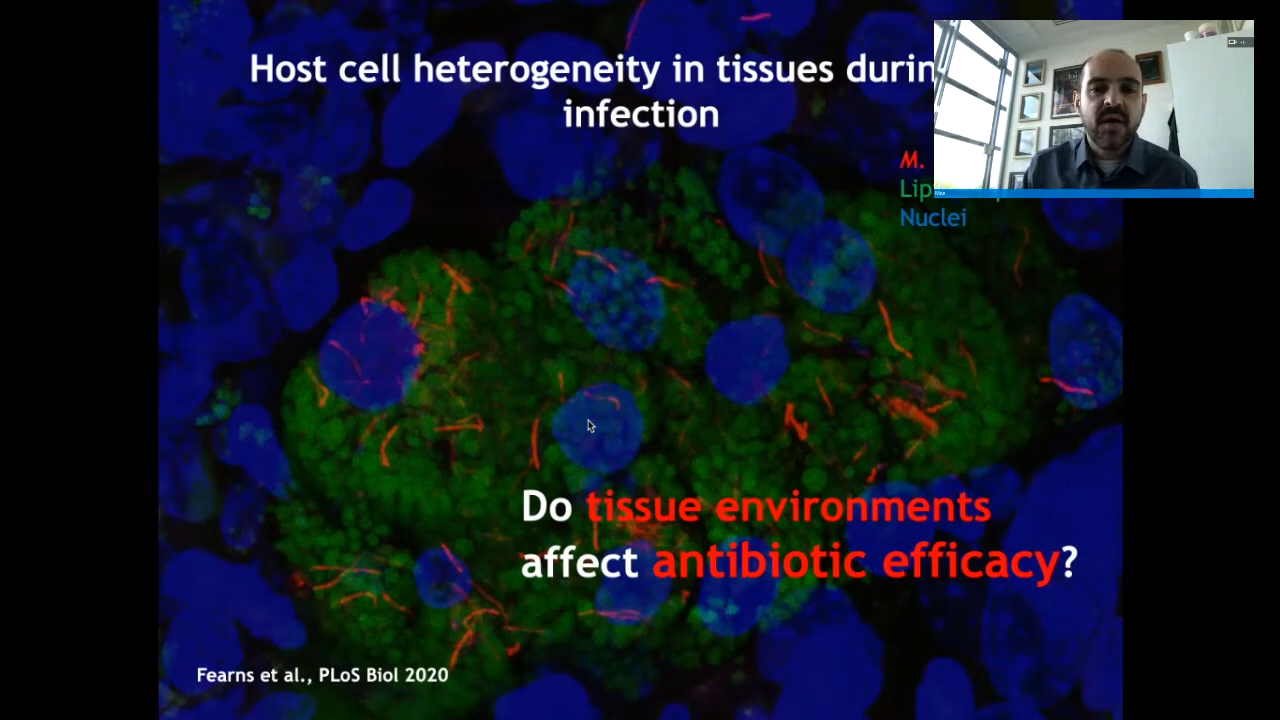 Host cell heterogeneity in tissues durin
infection
M.
Lip
Nuclei
Do tissue environments
affect antibiotic efficacy?
Fearns et al., PLoS Biol 2020